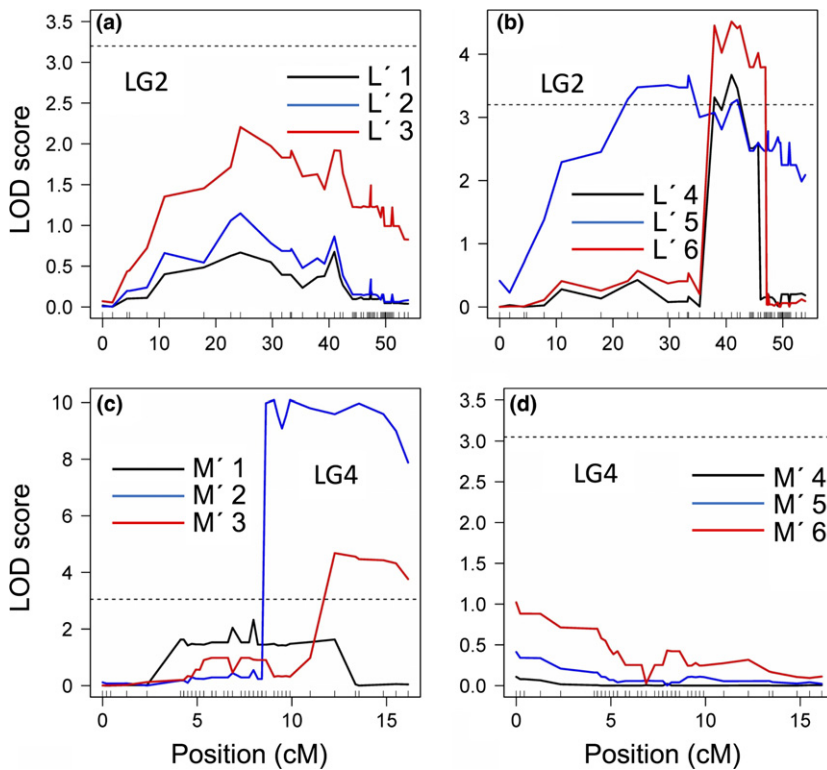 (a)
LG2
L´ 1
L´ 2
L´ 3
LOD score
3.5
3.0
2.5
2.0
1.5
1.0
0.5
0.0
0 10 20 30 40 50
(b)
LG2
L´ 4
L´ 5
L´ 6
4
3
2
1
0
0 10 20 30 40 50
(c)
M´ 1
M´ 2
M´ 3
LG4
LOD score
10
8
6
4
2
0
0 5 10 15
Position (cM)
(d)
LG4
M´ 4
M´ 5
M´ 6
3.5
3.0
2.5
2.0
1.5
1.0
0.5
0.0
0 5 10 15
Position (cM)